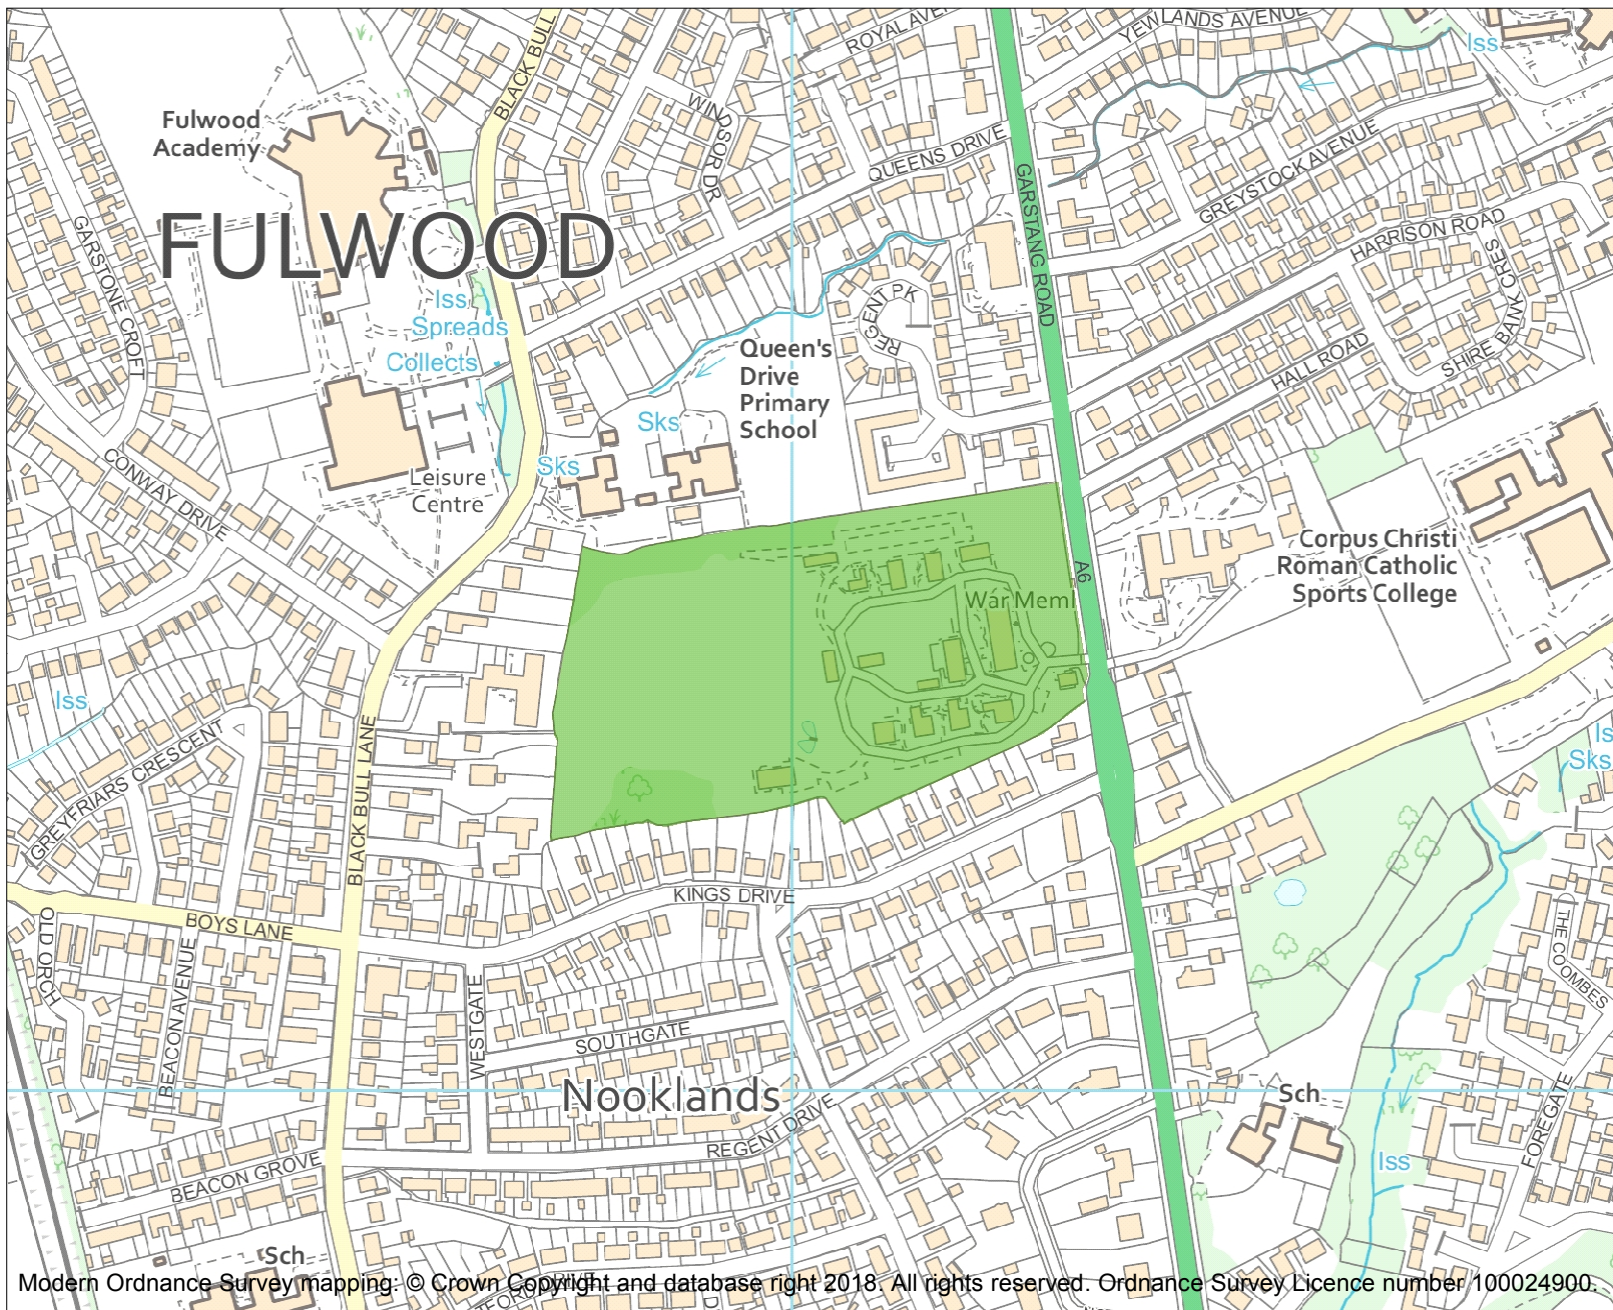 BLACK BULL
ROYAL AVE
YEWLANDS AVENUE
Iss
Fulwood
Academy
WINDSOR DR
QUEENS DRIVE
GARSTANG ROAD
GREYSTOCK AVENUE
GARSTONE CROFT
FULWOOD
HARRISON ROAD
Iss
Spreads
Collects
REGENT PK
SHIRE BANK CRES
Queen's
Drive
Primary
School
HALL ROAD
Sks
Sks
CONWAY DRIVE
Leisure
Centre
Corpus Christi
Roman Catholic
Sports College
A6
War Meml
Iss
GREYFRIARS CRESCENT
BLACK BULL LANE
Is
Sks
KINGS DRIVE
OLD ORCH
BOYS LANE
BEACON AVENUE
WESTGATE
SOUTHGATE
THE COOMBES
Nooklands
Sch
REGENT DRIVE
FOREGATE
BEACON GROVE
Iss
Sch
Modern Ordnance Survey mapping: © Crown Copyright and database right 2018. All rights reserved. Ordnance Survey Licence number 100024900.